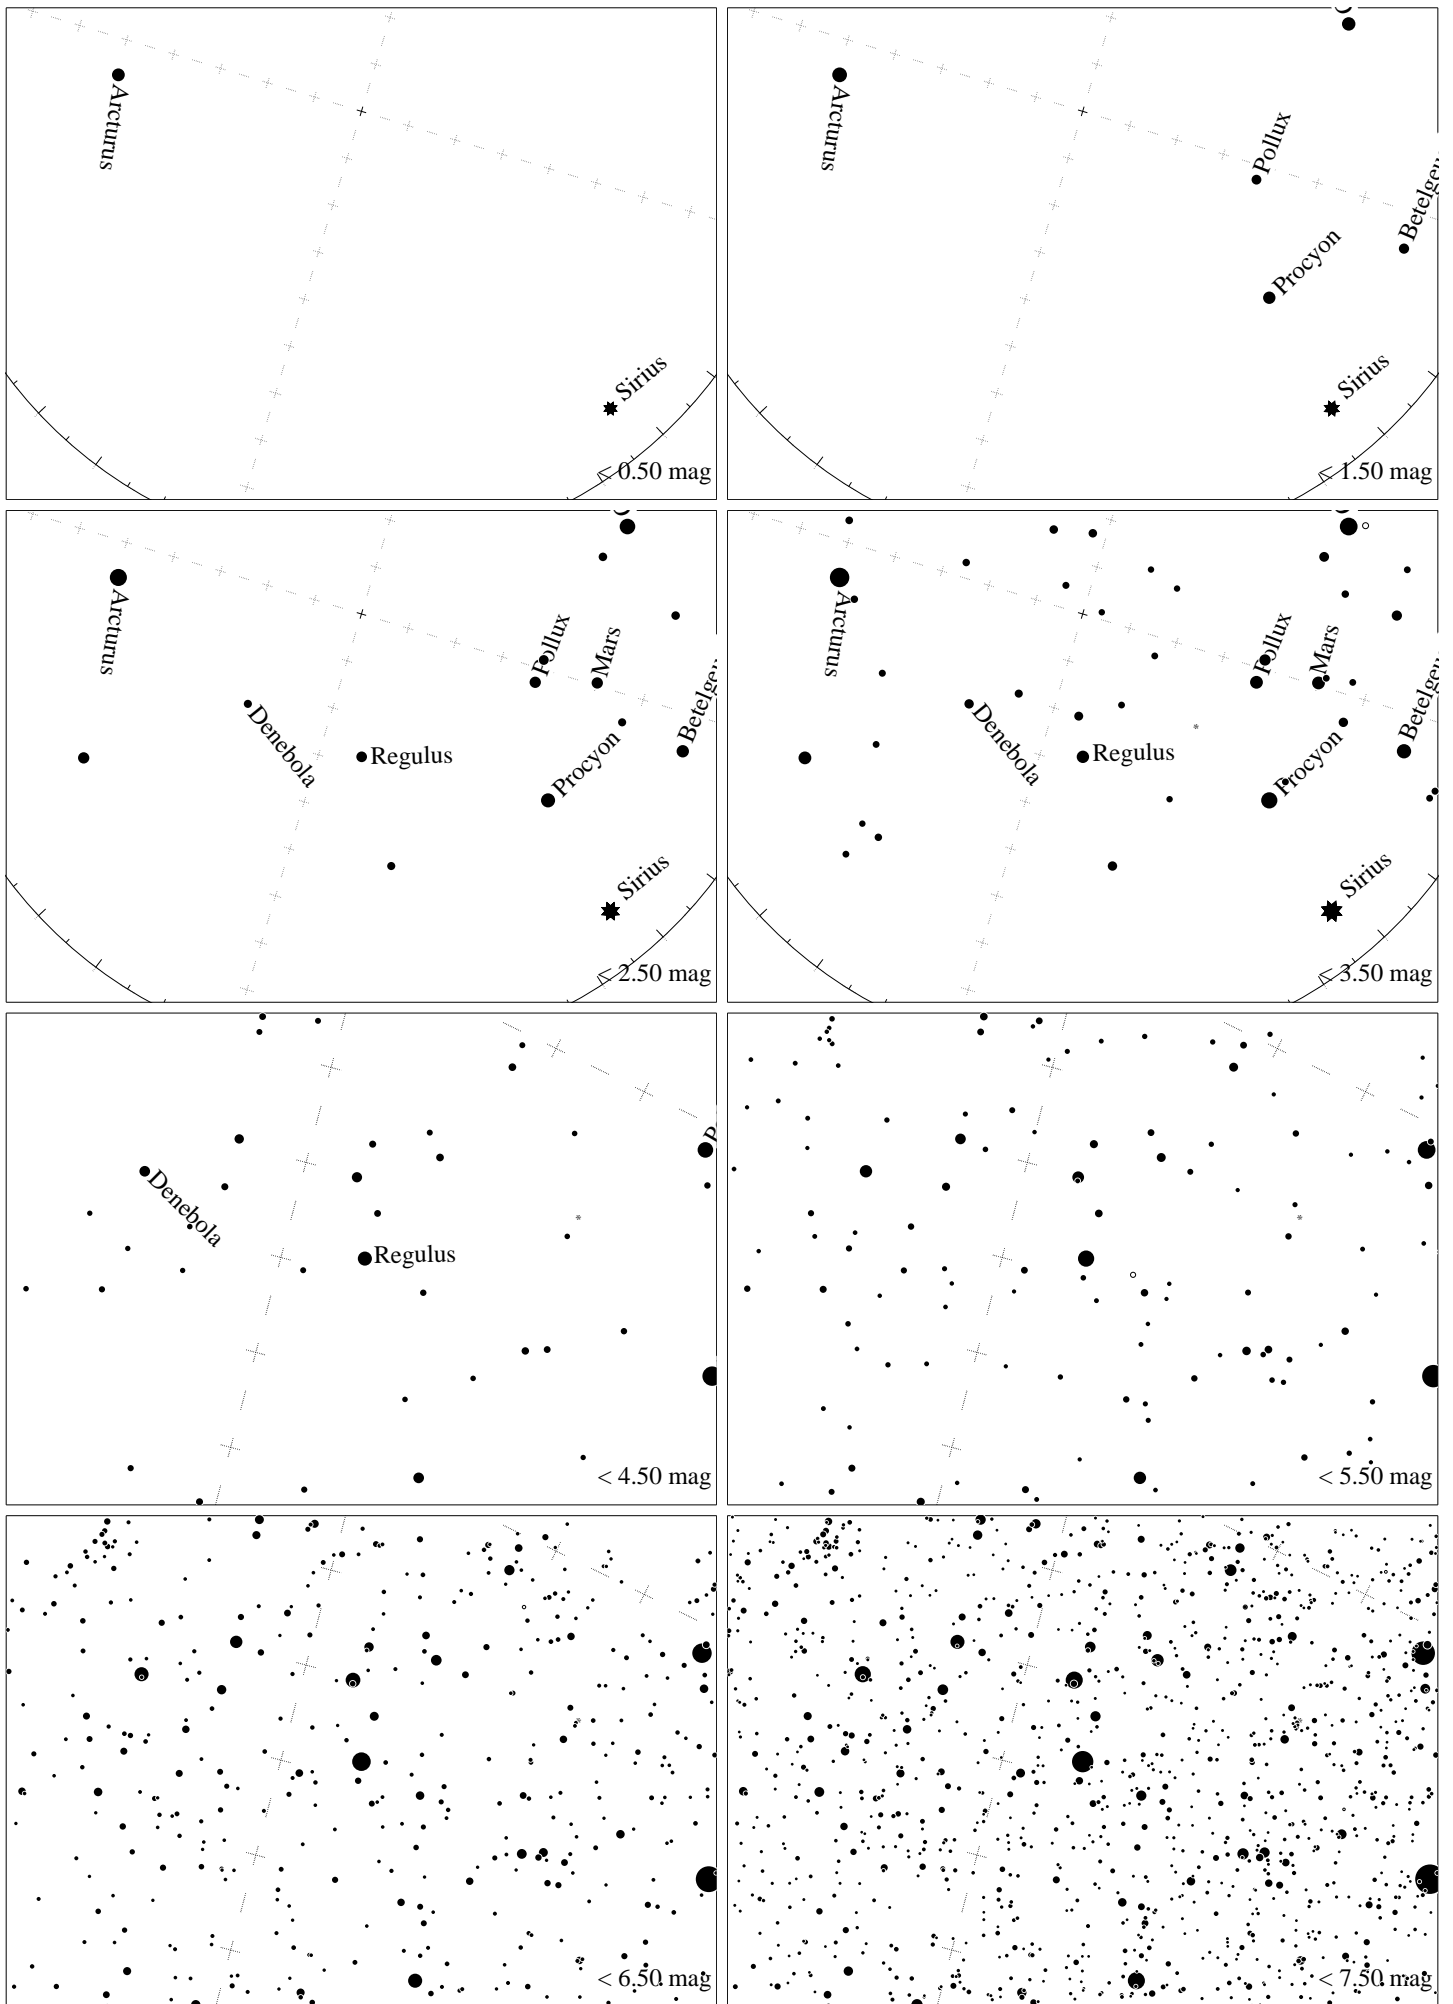 Arcturus
Sirius
< 0.50 mag
Arcturus
Pollux
Procyon
Sirius
< 1.50 mag
Arcturus
Pollux
Mars
Denebola
Regulus
Procyon
Sirius
< 2.50 mag
Arcturus
Pollux
Mars
Denebola
Regulus
Procyon
Sirius
< 3.50 mag
Denebola
Regulus
< 4.50 mag
< 5.50 mag
< 6.50 mag
< 7.50 mag